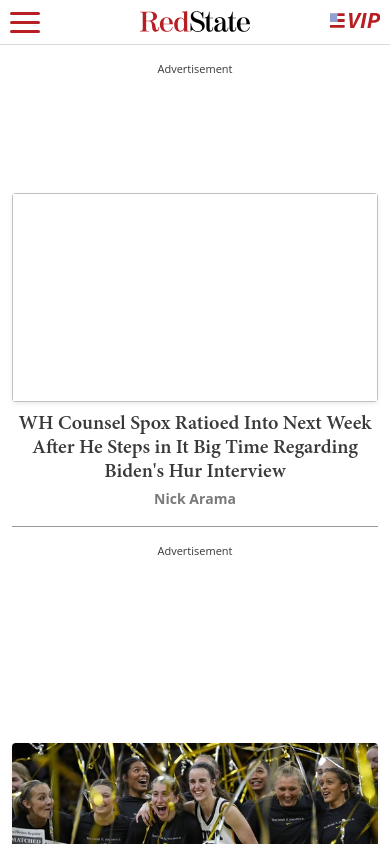 RedState
VIP
Advertisement
WH Counsel Spox Ratioed Into Next Week
After He Steps in It Big Time Regarding
Biden's Hur Interview
Nick Arama
Advertisement
MATCHED